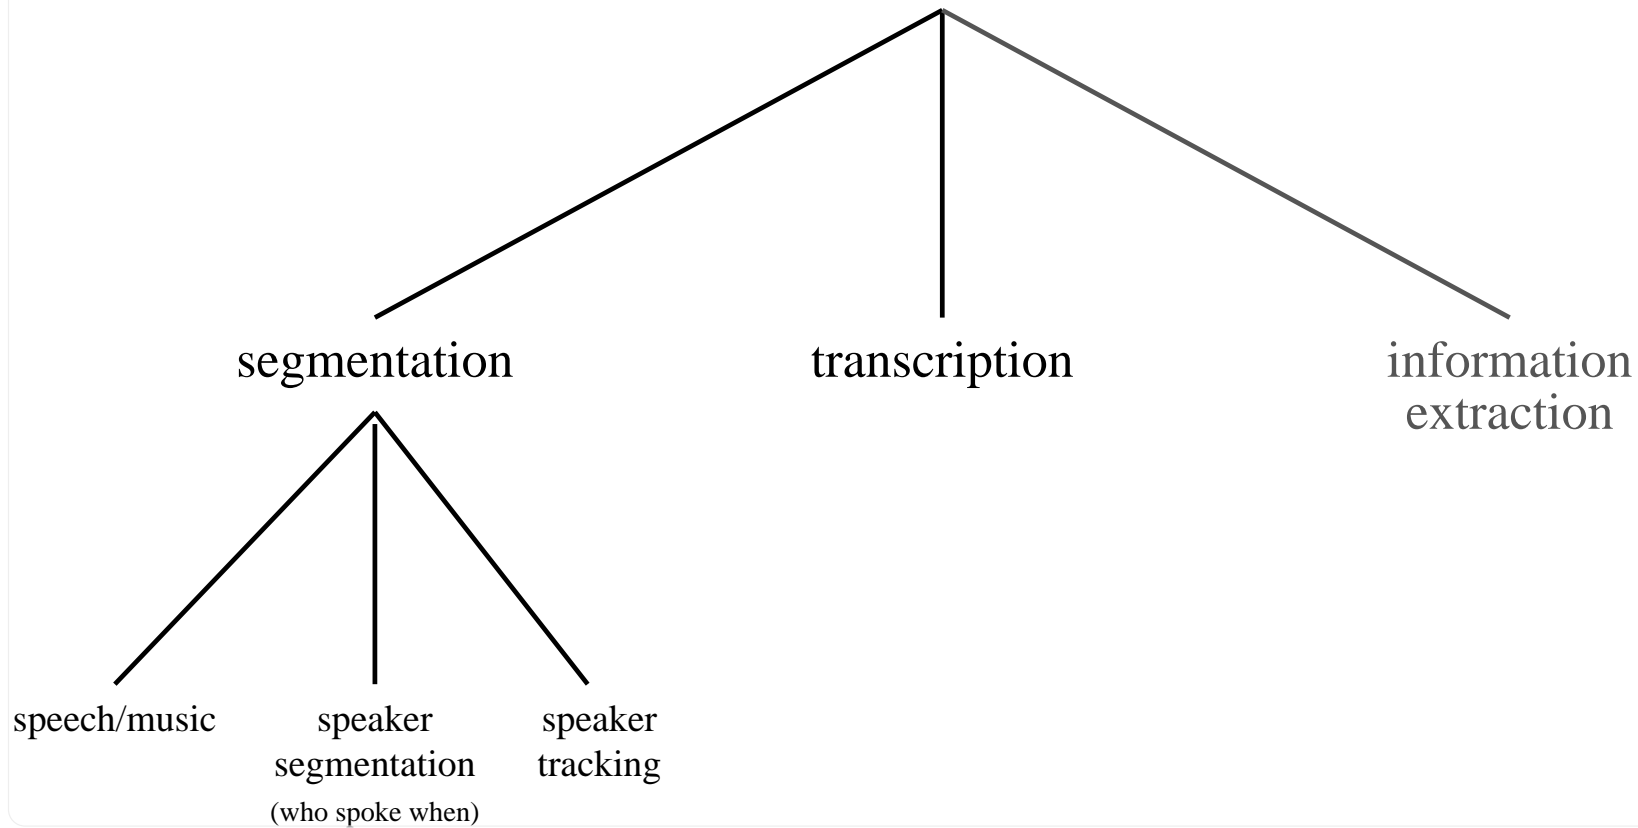 segmentation
transcription
information
extraction
speech/music
speaker
segmentation
(who spoke when)
speaker
tracking